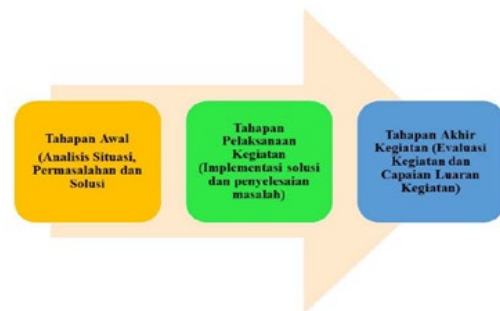 Tahapan Awal
(Analisis Situasi,
Permasalahan dan
Solusi
Tahapan
Pelaksanaan
Kegiatan
(Implementasi solusi
dan penyelesaian
masalah)
Tahapan Akhir
Kegiatan (Evaluasi
Kegiatan dan
Capaian Luaran
Kegiatan)